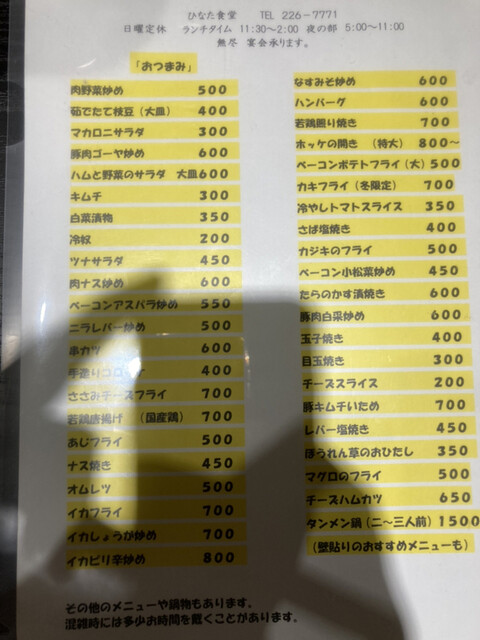 ひなた食堂 TEL 226-7771
日曜定休 ランチタイム 11:30~2:00 夜の部 5:00~11:00
無尽 宴会承ります。
「おつまみ」
肉野菜炒め 500
茹でたて枝豆(大皿) 400
マカロニサラダ 300
豚肉ゴーヤ炒め 600
ハムと野菜のサラダ 大皿600
キムチ 300
白菜漬物 350
冷奴 200
ツナサラダ 450
肉ナス炒め 600
ベーコンアスパラ炒め 550
ニラレバー炒め 500
串カツ 600
手造りコロ 400
ささみチーズフライ 700
若鶏唐揚げ (国産鶏) 700
あじフライ 500
ナス焼き 450
オムレツ 500
イカフライ 700
イカしょうが炒め 700
イカピリ辛炒め 800
なすみそ炒め 600
ハンバーグ 600
若鶏照り焼き 700
ホッケの開き (特大) 800~
ベーコンポテトフライ(大)500
カキフライ(冬限定) 700
冷やしトマトスライス 350
さば塩焼き 400
カジキのフライ 500
ベーコン小松菜炒め 450
たらのかす漬焼き 600
豚肉白菜炒め 600
玉子焼き 400
目玉焼き 300
チーズスライス 200
豚キムチいため 700
レバー塩焼き 450
ほうれん草のおひたし 350
マグロのフライ 500
チーズハムカツ 650
タンメン鍋(二~三人前)1500
(壁貼りのおすすめメニューも)
その他のメニューや鍋物もあります。
混雑時には多少お時間を戴くことがあります。